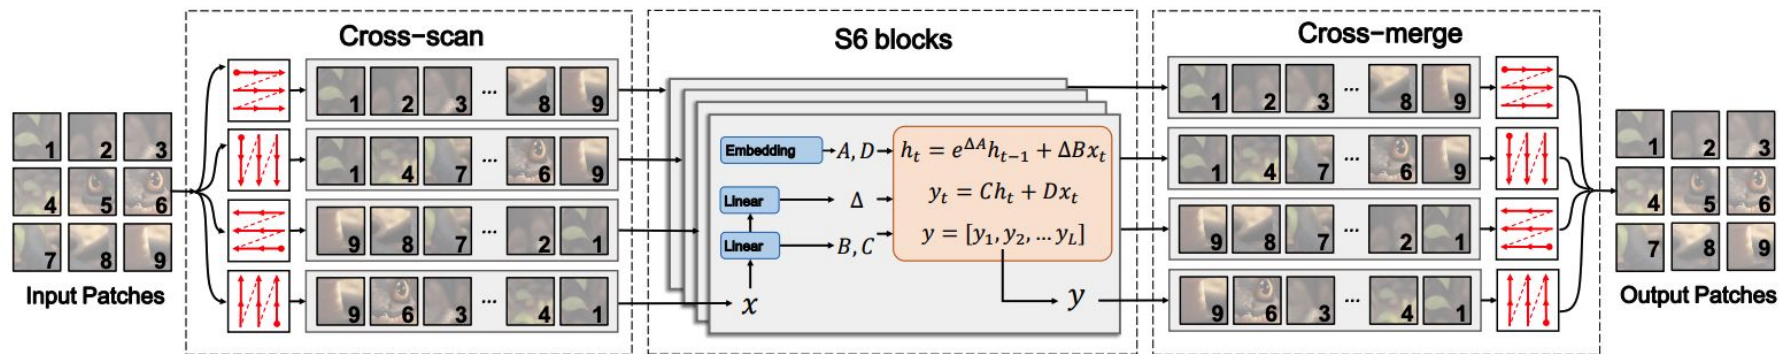 Cross-scan
S6 blocks
Cross-merge
1 2 3
4 5 6
7 8 9
Input Patches
1 2 3 ... 8 9
1 4 7 ... 6 9
9 8 7 ... 2 1
9 6 3 ... 4 1
Embedding
A, D
Linear
Δ
Linear
B, C
x
h_t = e^{ΔA}h_{t-1} + ΔBx_t
y_t = Ch_t + Dx_t
y = [y_1, y_2, ... y_L]
y
1 2 3 ... 8 9
1 4 7 ... 6 9
9 8 7 ... 2 1
9 6 3 ... 4 1
1 2 3
4 5 6
7 8 9
Output Patches